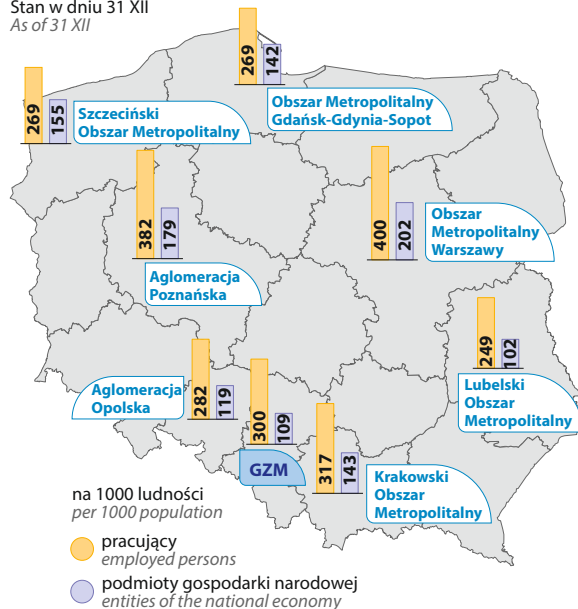 Stan w dniu 31 XII
As of 31 XII
269
142
Obszar Metropolitalny
Gdańsk-Gdynia-Sopot
269
155
Szczeciński
Obszar Metropolitalny
382
179
Aglomeracja
Poznańska
400
202
Obszar
Metropolitalny
Warszawy
249
102
Lubelski
Obszar
Metropolitalny
282
119
Aglomeracja
Opolska
300
109
GZM
317
143
Krakowski
Obszar
Metropolitalny
na 1000 ludności
per 1000 population
pracujący
employed persons
podmioty gospodarki narodowej
entities of the national economy